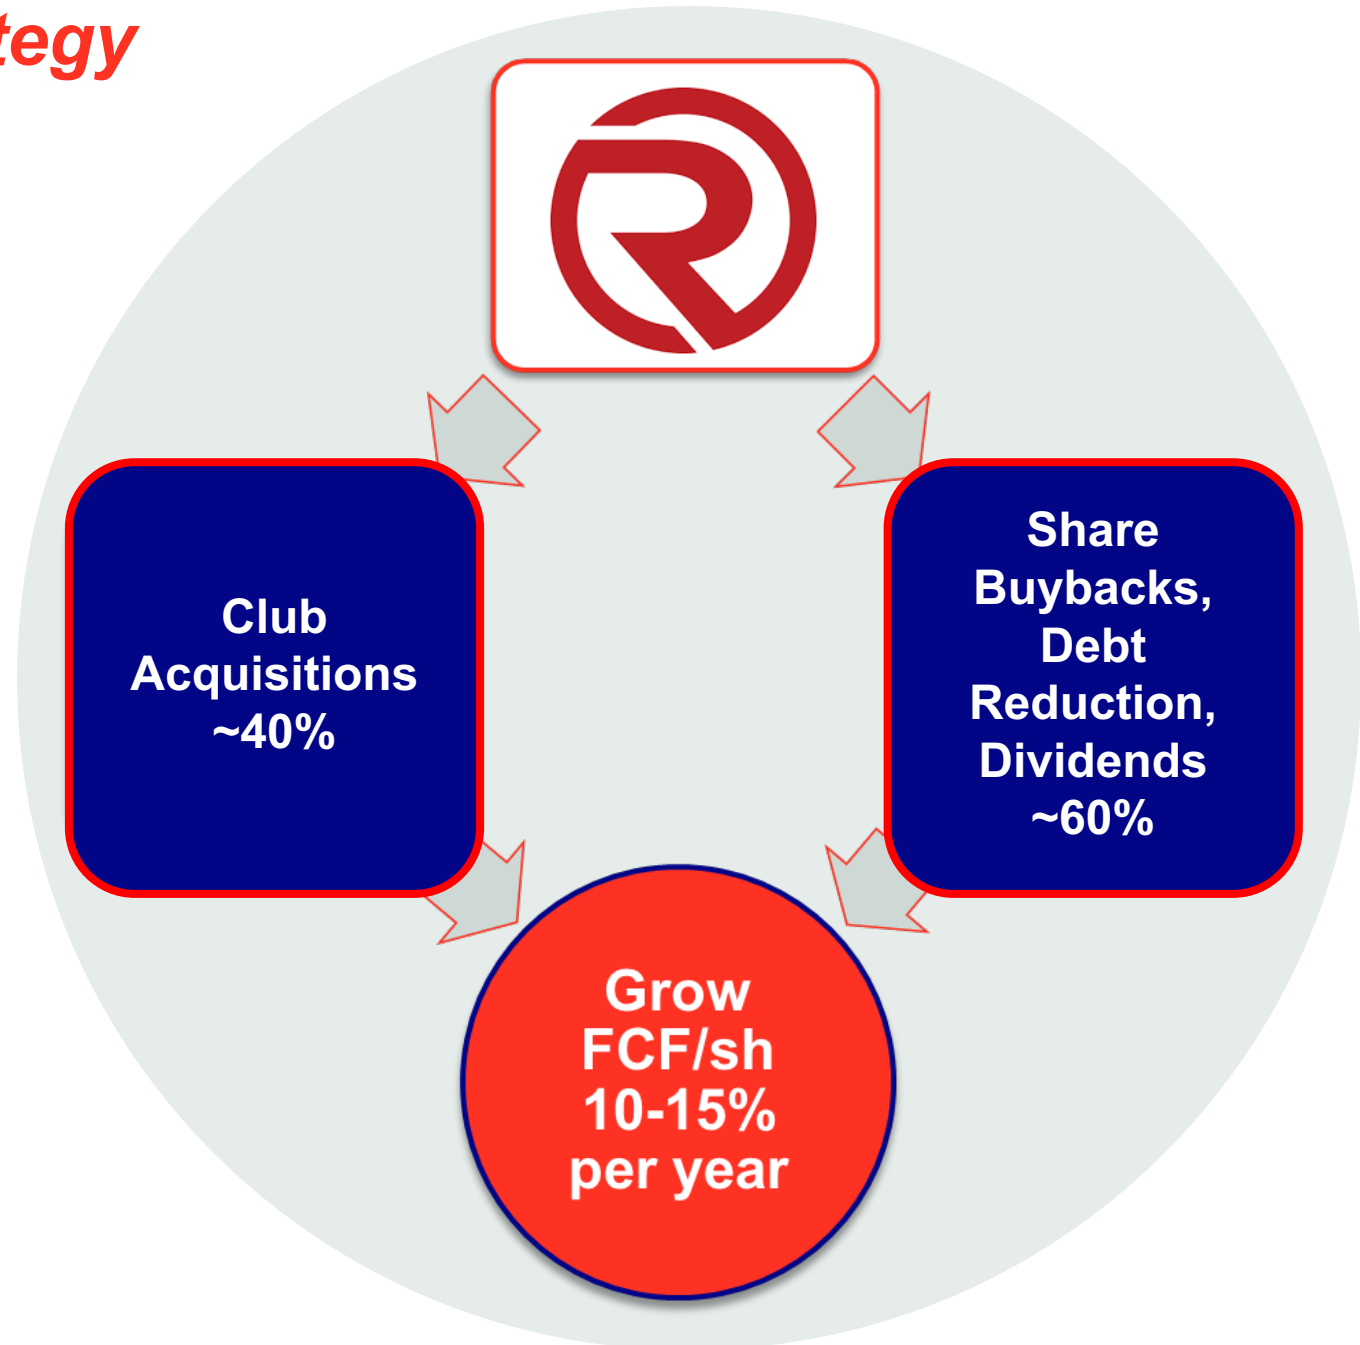 tegy
Club
Acquisitions
~40%
Share
Buybacks,
Debt
Reduction,
Dividends
~60%
Grow
FCF/sh
10-15%
per year